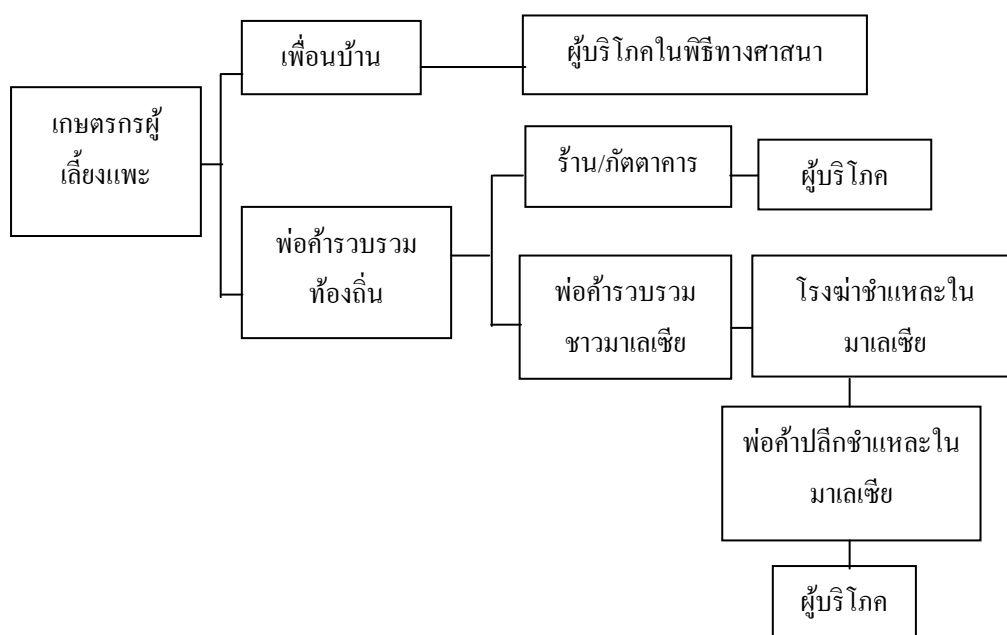 เพื่อนบ้าน
ผู้บริโภคในพิธีทางศาสนา
เกษตรกรผู้
เลี้ยงแพะ
ร้าน/ภัตตาคาร
ผู้บริโภค
พ่อค้ารวบรวม
ท้องถิ่น
พ่อค้ารวบรวม
ชาวมาเลเซีย
โรงฆ่าชำแหละใน
มาเลเซีย
พ่อค้าปลีกชำแหละใน
มาเลเซีย
ผู้บริโภค